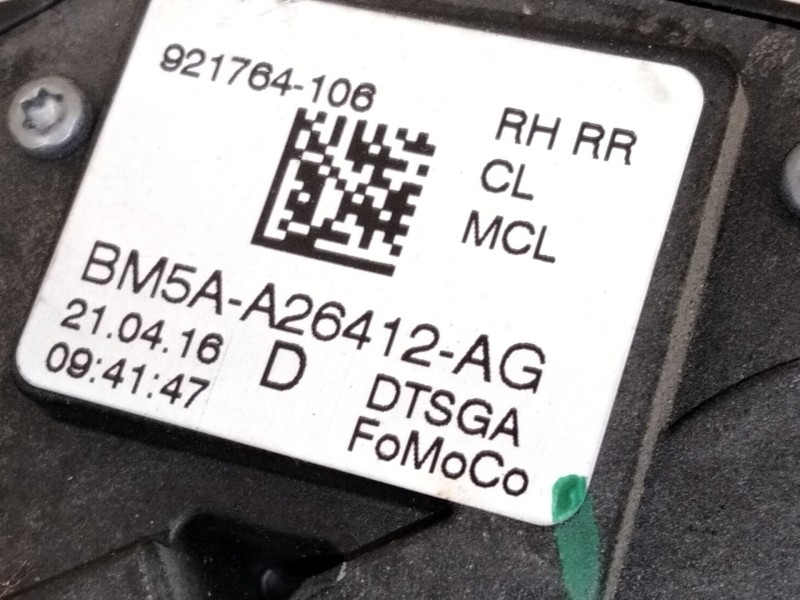 921764-106
RH RR
CL
MCL
BM5A-A26412-AG
21.04.16
09:41:47
D
DTSGA
FoMoCo